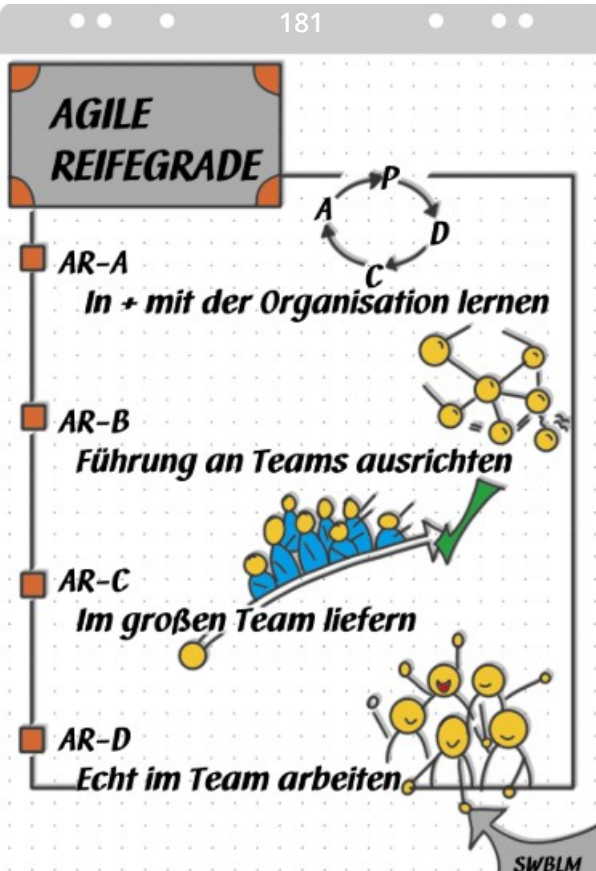 181
AGILE
REIFEGRADE
P
A
D
C
AR-A
In + mit der Organisation lernen
AR-B
Führung an Teams ausrichten
AR-C
Im großen Team liefern
AR-D
Echt im Team arbeiten
SWBLM